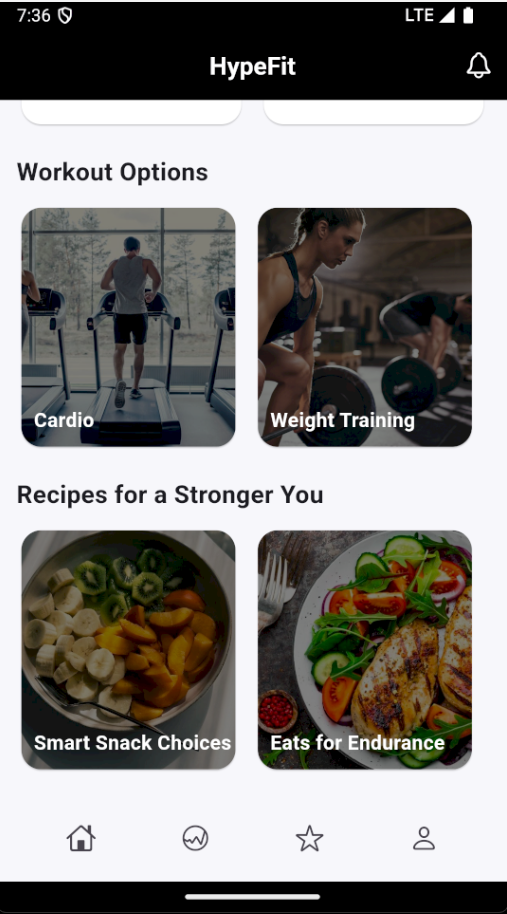 7:36 LTE
HypeFit
Workout Options
Cardio Weight Training
Recipes for a Stronger You
Smart Snack Choices Eats for Endurance